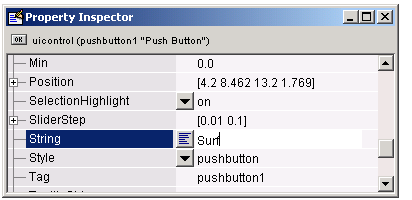 Property Inspector
OK uicontrol (pushbutton1 "Push Button")
Min 0.0
Position [4.2 8.462 13.2 1.769]
SelectionHighlight on
SliderStep [0.01 0.1]
String Surf
Style pushbutton
Tag pushbutton1